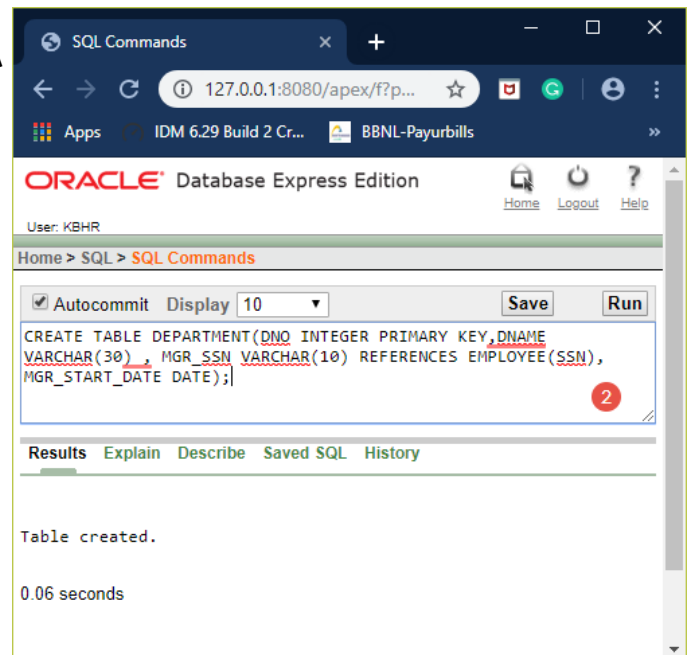 SQL Commands
127.0.0.1:8080/apex/f?p...
Apps IDM 6.29 Build 2 Cr... BBNL-Payurbills »
ORACLE Database Express Edition
Home Logout Help
User: KBHR
Home > SQL > SQL Commands
Autocommit Display 10 Save Run
CREATE TABLE DEPARTMENT(DNO INTEGER PRIMARY KEY,DNAME
VARCHAR(30) , MGR_SSN VARCHAR(10) REFERENCES EMPLOYEE(SSN),
MGR_START_DATE DATE);
2
Results Explain Describe Saved SQL History
Table created.
0.06 seconds